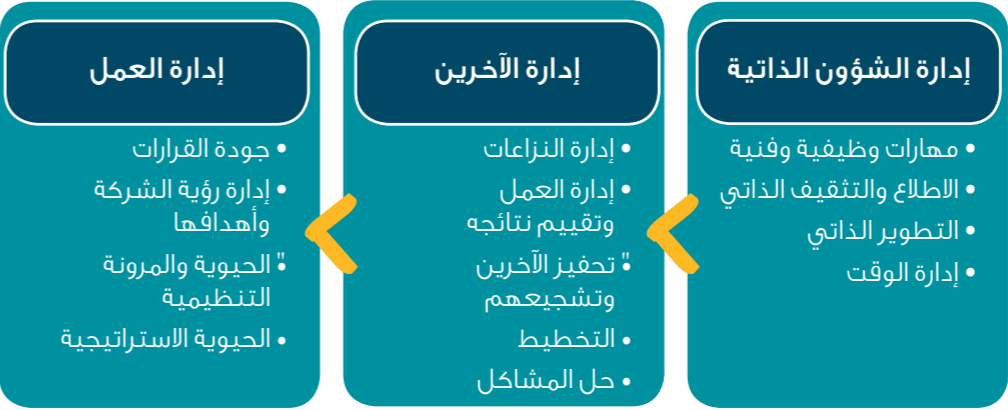 إدارة الشؤون الذاتية
• مهارات وظيفية وفنية
• الاطلاع والتثقيف الذاتي
• التطوير الذاتي
• إدارة الوقت
إدارة الآخرين
• إدارة النزاعات
• إدارة العمل
وتقييم نتائجه
" تحفيز الآخرين
وتشجيعهم
• التخطيط
• حل المشاكل
إدارة العمل
• جودة القرارات
• إدارة رؤية الشركة
وأهدافها
" الحيوية والمرونة
التنظيمية
• الحيوية الاستراتيجية